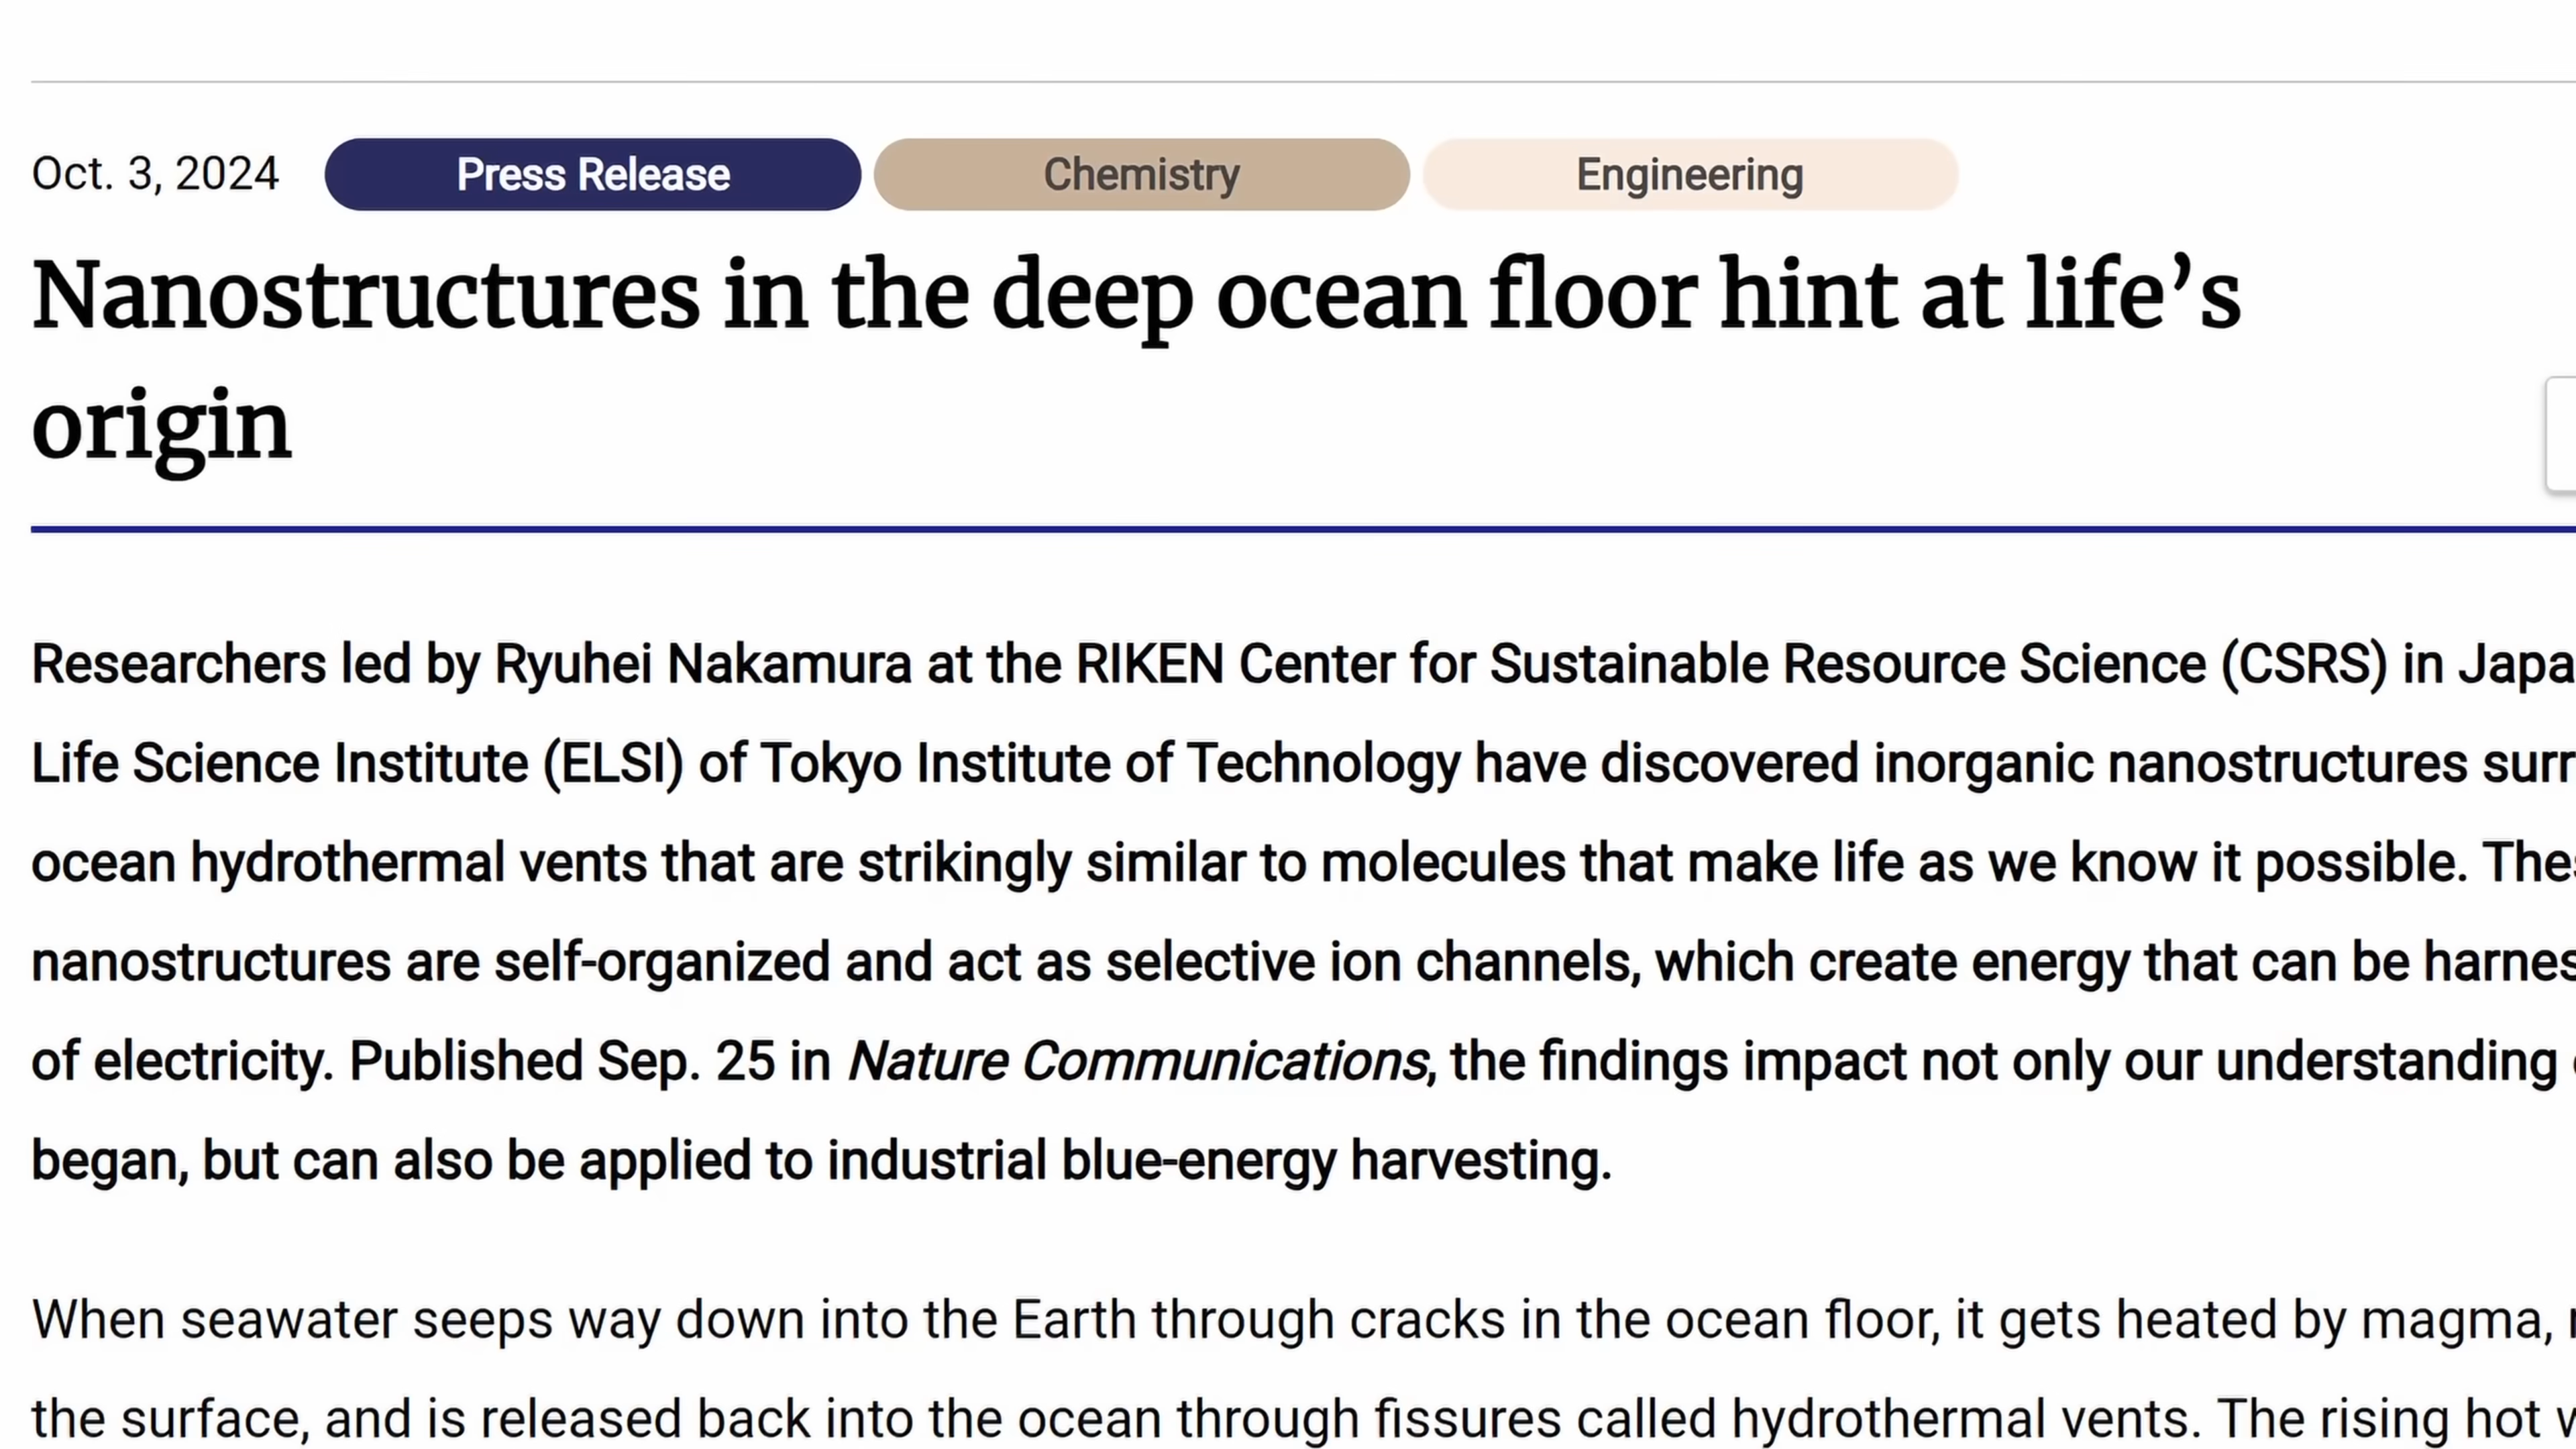 Oct. 3, 2024 Press Release Chemistry Engineering
Nanostructures in the deep ocean floor hint at life’s
origin
Researchers led by Ryuhei Nakamura at the RIKEN Center for Sustainable Resource Science (CSRS) in Japa
Life Science Institute (ELSI) of Tokyo Institute of Technology have discovered inorganic nanostructures surr
ocean hydrothermal vents that are strikingly similar to molecules that make life as we know it possible. Thes
nanostructures are self-organized and act as selective ion channels, which create energy that can be harnes
of electricity. Published Sep. 25 in Nature Communications, the findings impact not only our understanding
began, but can also be applied to industrial blue-energy harvesting.
When seawater seeps way down into the Earth through cracks in the ocean floor, it gets heated by magma,
the surface, and is released back into the ocean through fissures called hydrothermal vents. The rising hot